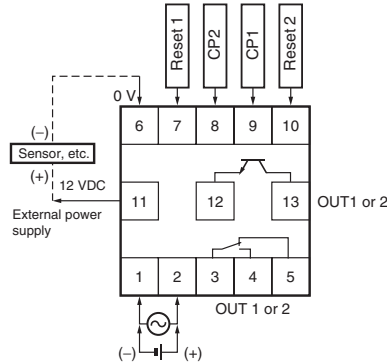 Reset 1
CP2
CP1
Reset 2
0 V
6
7
8
9
10
(−)
Sensor, etc.
(+)
12 VDC
External power
supply
11
12
13
OUT1 or 2
1
2
3
4
5
OUT 1 or 2
(−)
(+)